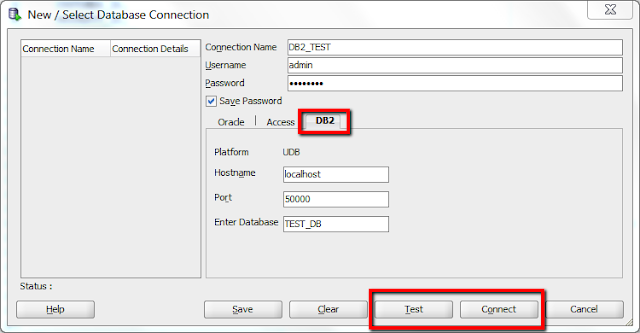 New / Select Database Connection
Connection Name Connection Details
Connection Name DB2_TEST
Username admin
Password ••••••••
Save Password
Oracle Access DB2
Platform UDB
Hostname localhost
Port 50000
Enter Database TEST_DB
Status :
Help Save Clear Test Connect Cancel